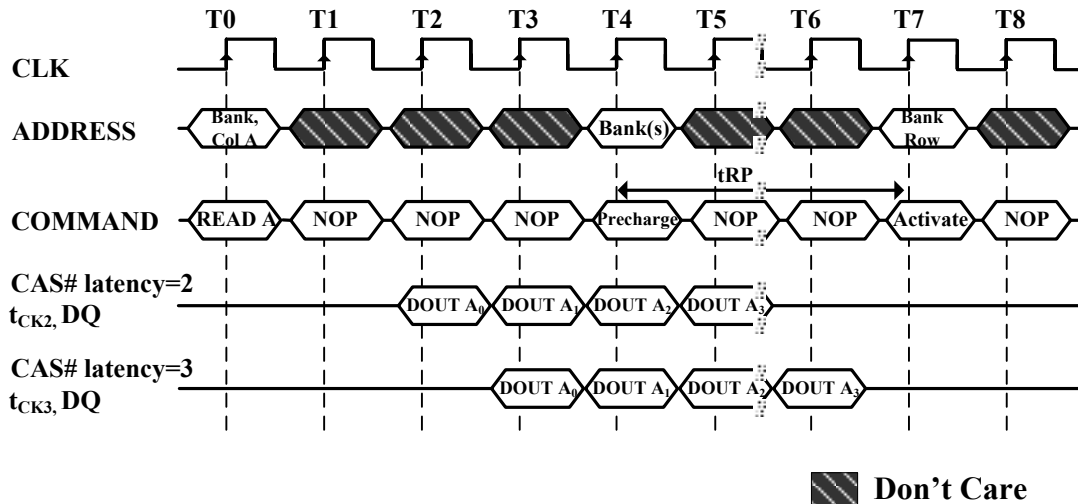 T0 T1 T2 T3 T4 T5 T6 T7 T8
CLK
ADDRESS
Bank, Col A
Bank(s)
Bank Row
tRP
COMMAND
READ A NOP NOP NOP Precharge NOP NOP Activate NOP
CAS# latency=2
tCK2, DQ
DOUT A0 DOUT A1 DOUT A2 DOUT A3
CAS# latency=3
tCK3, DQ
DOUT A0 DOUT A1 DOUT A2 DOUT A3
Don't Care